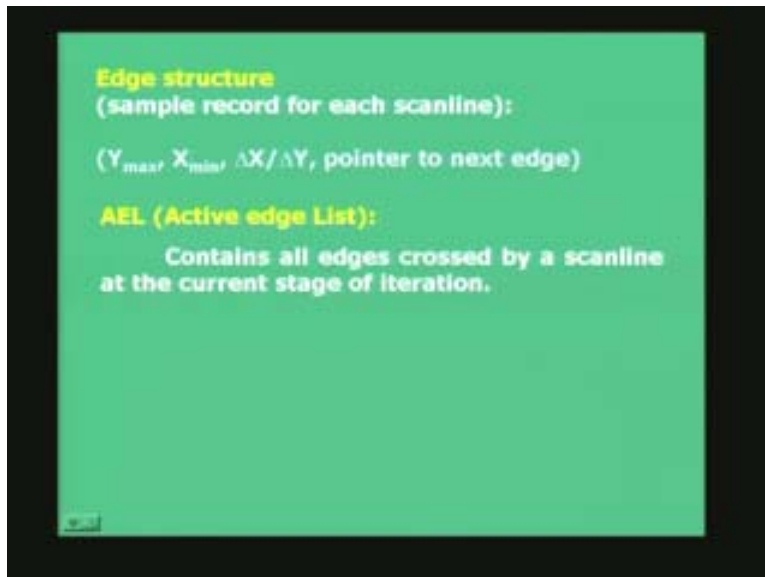 Edge structure
(sample record for each scanline):
(Ymax, Xmin, ΔX/ΔY, pointer to next edge)
AEL (Active edge List):
Contains all edges crossed by a scanline
at the current stage of iteration.